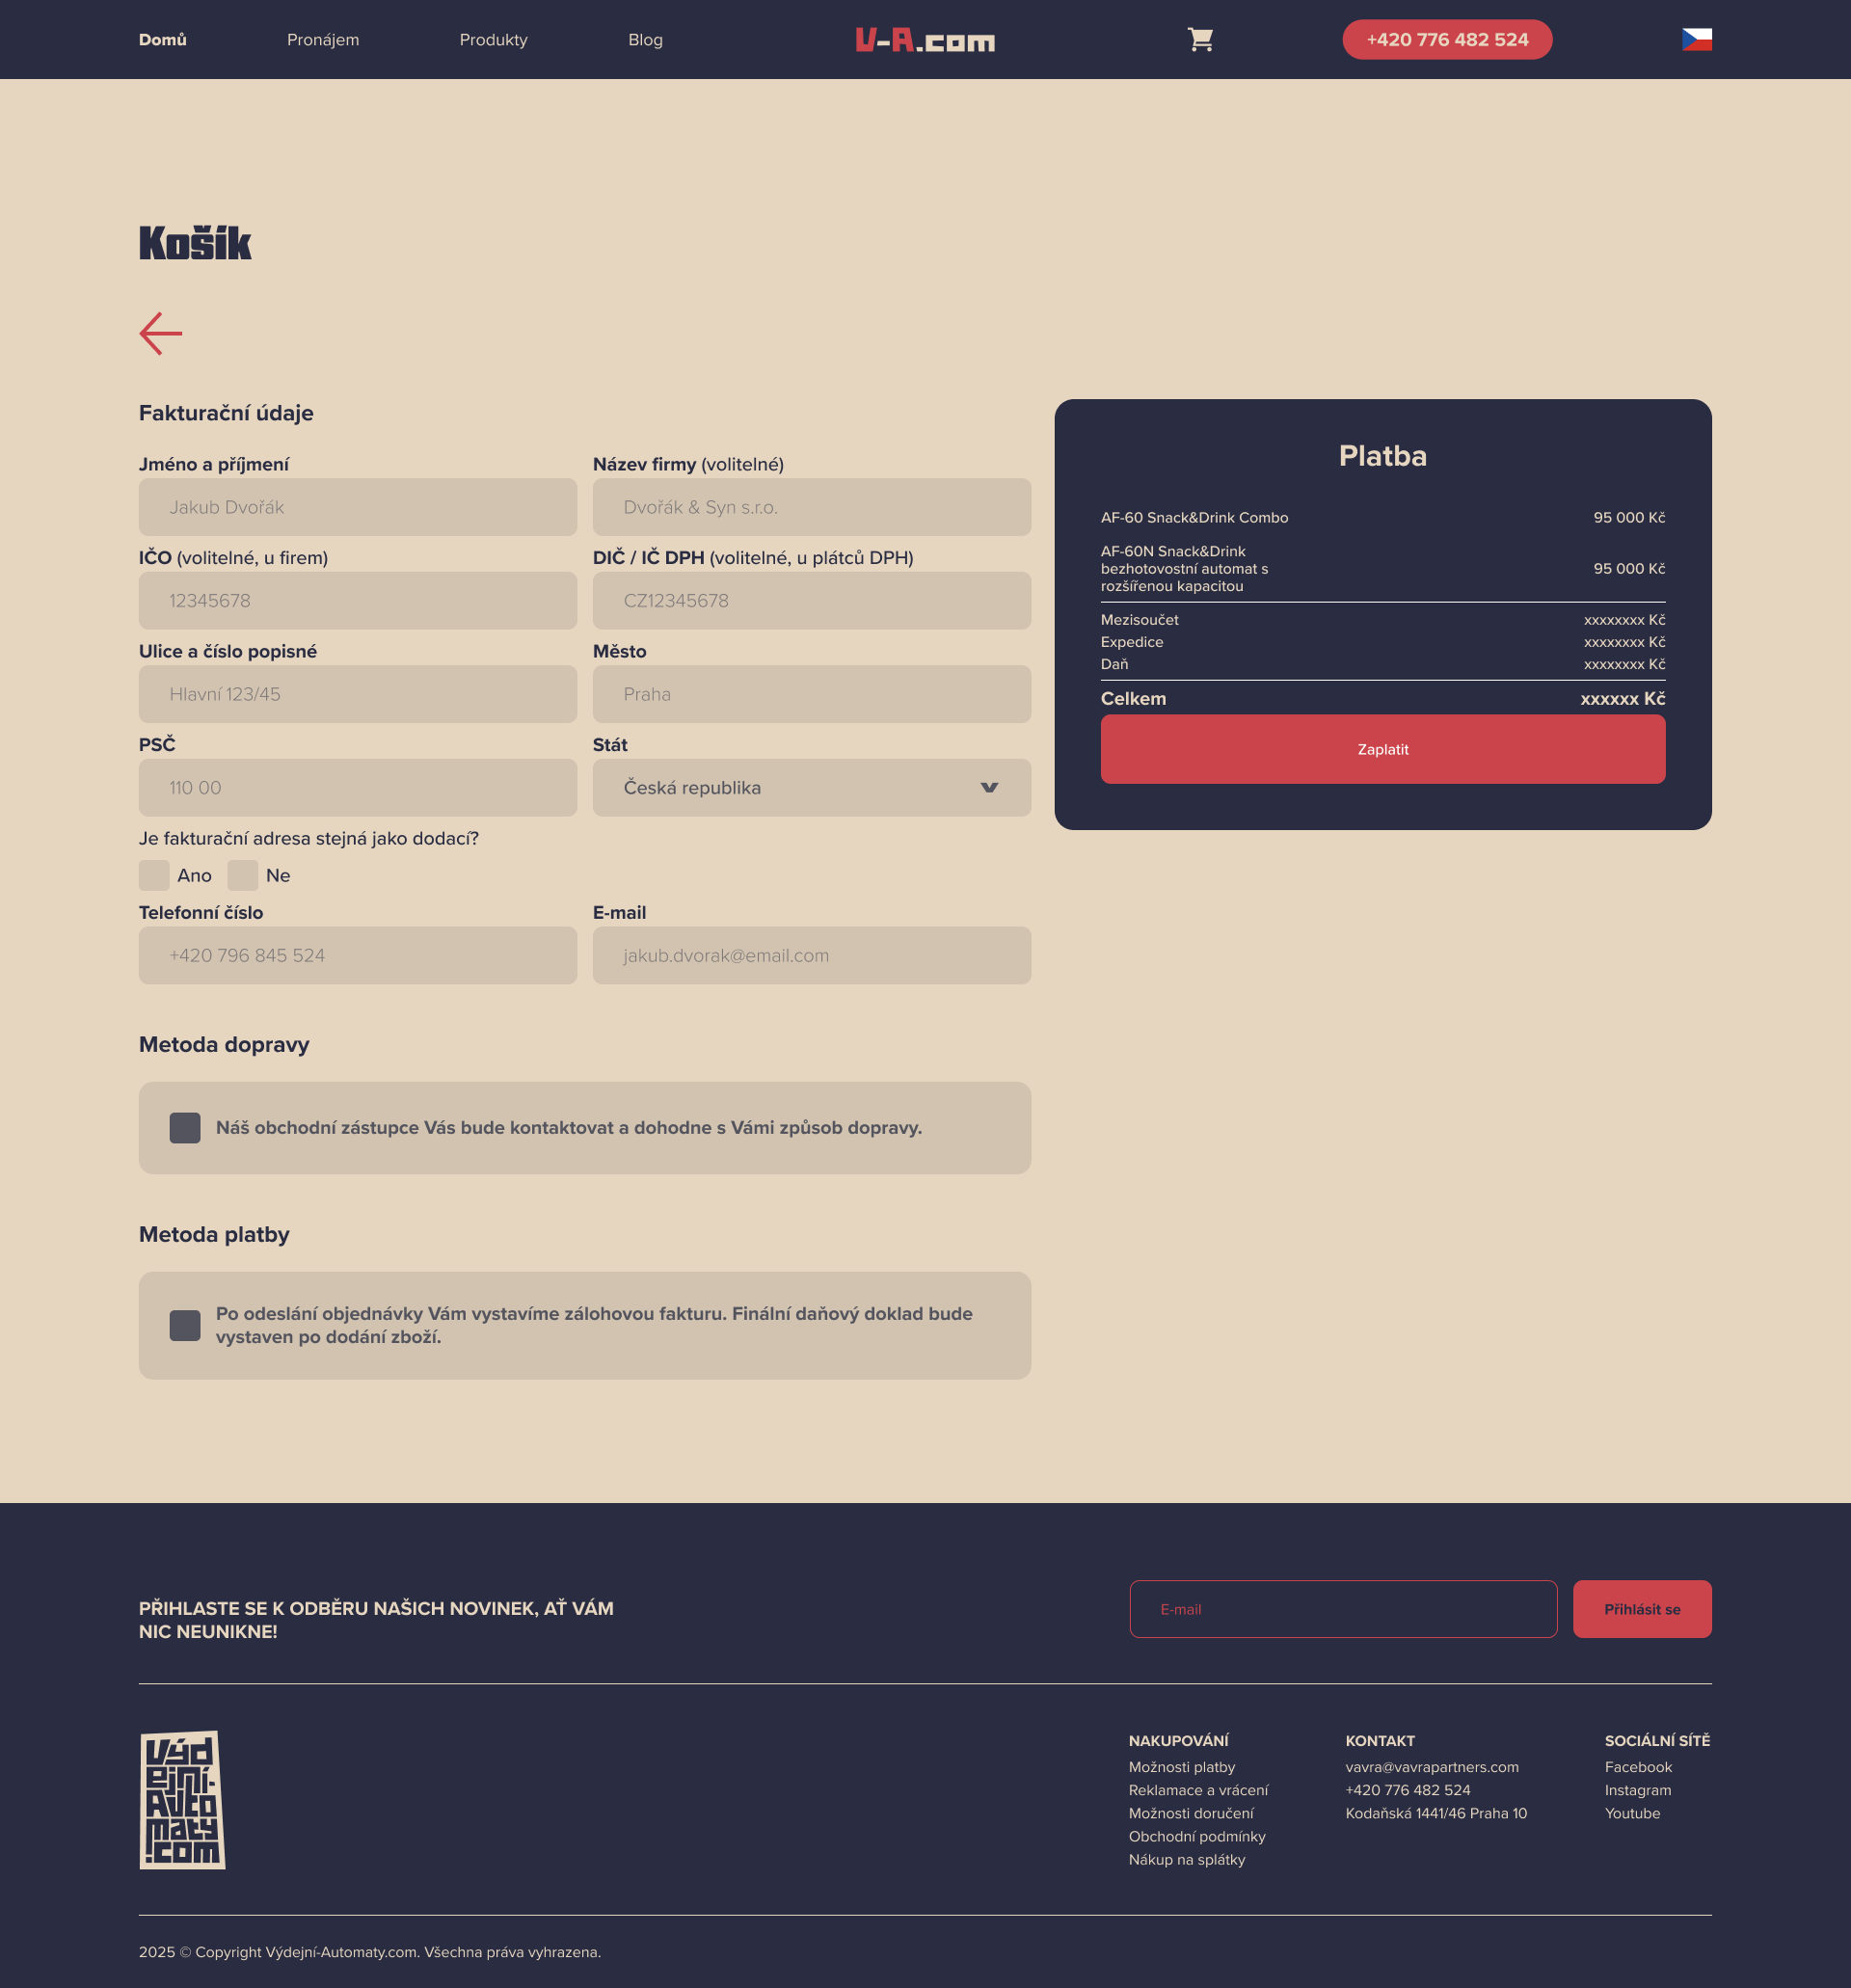 Domů
Pronájem
Produkty
Blog
V-A.com
+420 776 482 524
Košík
Fakturační údaje
Jméno a příjmení
Název firmy (volitelné)
Jakub Dvořák
Dvořák & Syn s.r.o.
IČO (volitelné, u firem)
DIČ / IČ DPH (volitelné, u plátců DPH)
12345678
CZ12345678
Ulice a číslo popisné
Město
Hlavní 123/45
Praha
PSČ
Stát
110 00
Česká republika
Je fakturační adresa stejná jako dodací?
Ano
Ne
Telefonní číslo
E-mail
+420 796 845 524
jakub.dvorak@email.com
Metoda dopravy
Náš obchodní zástupce Vás bude kontaktovat a dohodne s Vámi způsob dopravy.
Metoda platby
Po odeslání objednávky Vám vystavíme zálohovou fakturu. Finální daňový doklad bude
vystaven po dodání zboží.
Platba
AF-60 Snack&Drink Combo
95 000 Kč
AF-60N Snack&Drink
bezhotovostní automat s
rozšířenou kapacitou
95 000 Kč
Mezisoučet
xxxxxxxx Kč
Expedice
xxxxxxxx Kč
Daň
xxxxxxxx Kč
Celkem
xxxxxx Kč
Zaplatit
PŘIHLASTE SE K ODBĚRU NAŠICH NOVINEK, AŤ VÁM
NIC NEUNIKNE!
E-mail
Přihlásit se
Výd
ejní-
Auto
maty
.com
NAKUPOVÁNÍ
Možnosti platby
Reklamace a vrácení
Možnosti doručení
Obchodní podmínky
Nákup na splátky
KONTAKT
vavra@vavrapartners.com
+420 776 482 524
Kodaňská 1441/46 Praha 10
SOCIÁLNÍ SÍTĚ
Facebook
Instagram
Youtube
2025 © Copyright Výdejní-Automaty.com. Všechna práva vyhrazena.